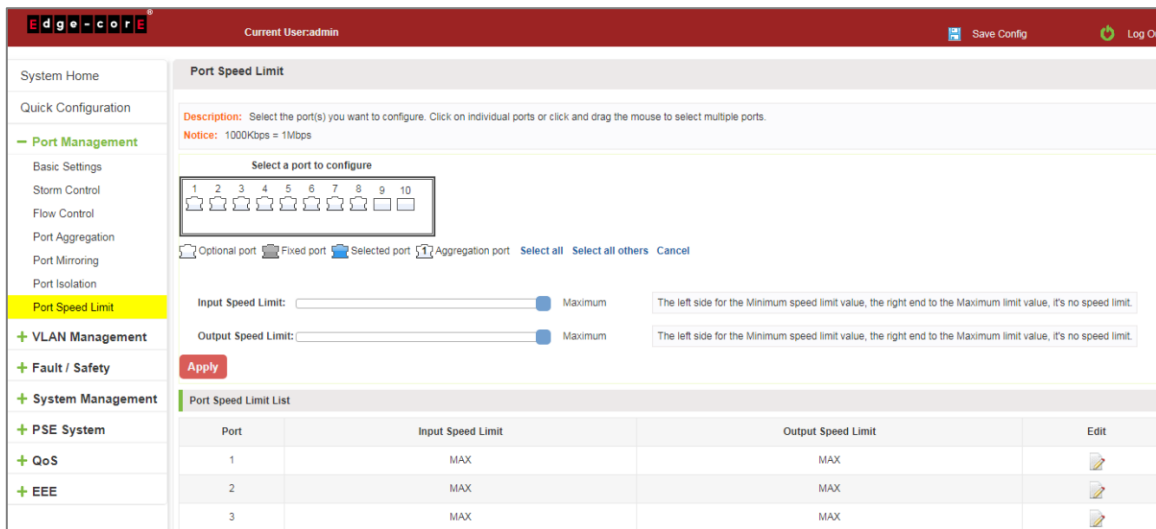 Edge-corE®
Current User:admin
Save Config
Log O
System Home
Quick Configuration
Port Management
Basic Settings
Storm Control
Flow Control
Port Aggregation
Port Mirroring
Port Isolation
Port Speed Limit
VLAN Management
Fault / Safety
System Management
PSE System
QoS
EEE
Port Speed Limit
Description: Select the port(s) you want to configure. Click on individual ports or click and drag the mouse to select multiple ports.
Notice: 1000Kbps = 1Mbps
Select a port to configure
1 2 3 4 5 6 7 8 9 10
Optional port Fixed port Selected port 1 Aggregation port Select all Select all others Cancel
Input Speed Limit: Maximum The left side for the Minimum speed limit value, the right end to the Maximum limit value, it's no speed limit.
Output Speed Limit: Maximum The left side for the Minimum speed limit value, the right end to the Maximum limit value, it's no speed limit.
Apply
Port Speed Limit List
Port Input Speed Limit Output Speed Limit Edit
1 MAX MAX
2 MAX MAX
3 MAX MAX